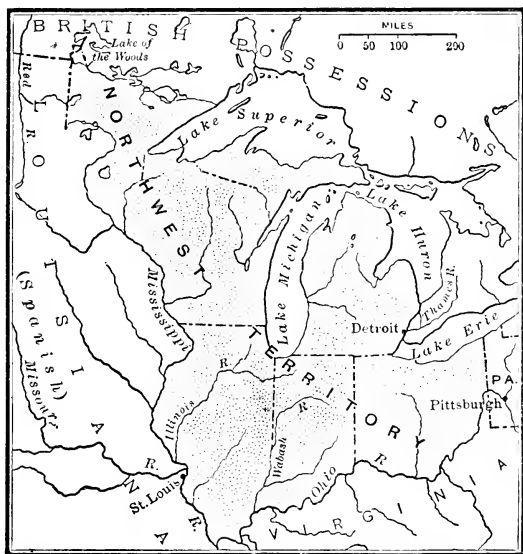 BRITISH POSSESSIONS
MILES
0 50 100 200
Lake of
the Woods
Red
LOUISIANA
(Spanish)
NORTHWEST
TERRITORY
Lake Superior
Lake Michigan
Lake Huron
Thames R.
Detroit
Lake Erie
PA.
Pittsburgh
Mississippi
R.
Missouri
R.
Illinois
R.
Wabash
R.
Ohio
R.
St. Louis
VIRGINIA